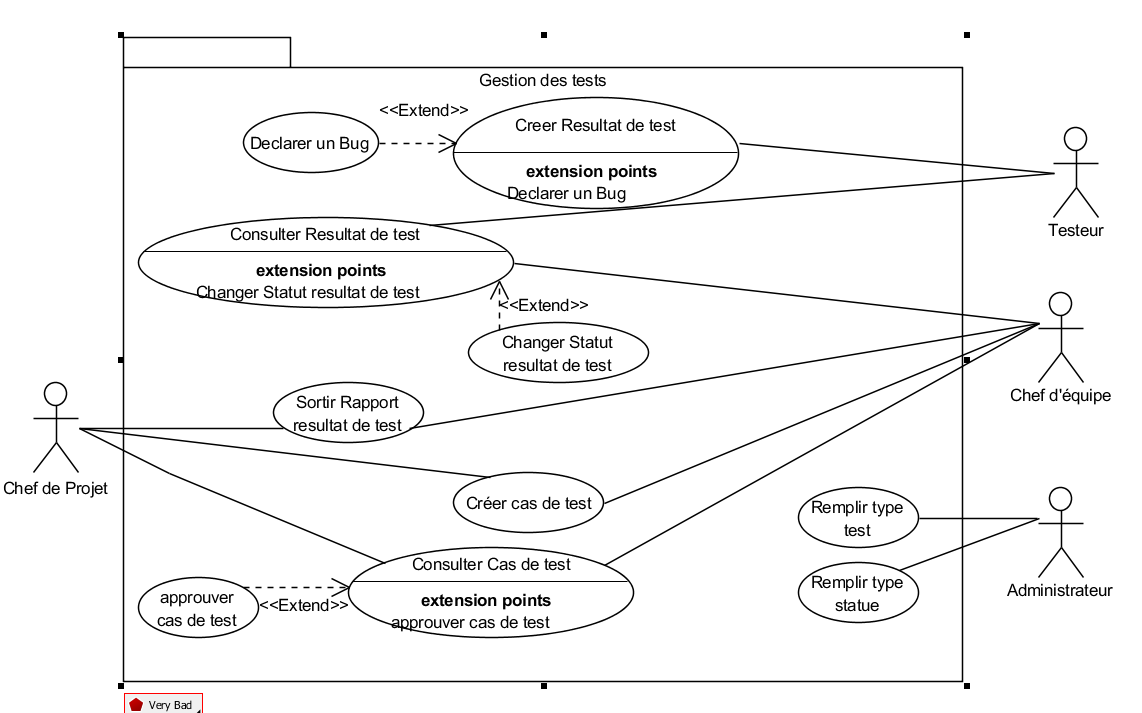 Gestion des tests
<<Extend>>
Declarer un Bug
Creer Resultat de test
extension points
Declarer un Bug
Testeur
Consulter Resultat de test
extension points
Changer Statut resultat de test
<<Extend>>
Changer Statut
resultat de test
Chef d'équipe
Sortir Rapport
resultat de test
Chef de Projet
Créer cas de test
Remplir type
test
Consulter Cas de test
extension points
approuver cas de test
approuver
cas de test
<<Extend>>
Remplir type
statue
Administrateur
Very Bad